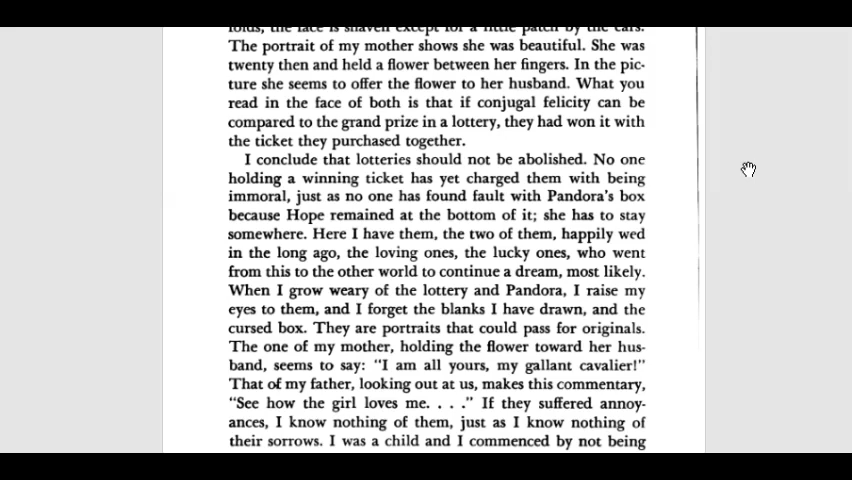 folds, the face is shaven except for a little patch by the ears.
The portrait of my mother shows she was beautiful. She was
twenty then and held a flower between her fingers. In the pic-
ture she seems to offer the flower to her husband. What you
read in the face of both is that if conjugal felicity can be
compared to the grand prize in a lottery, they had won it with
the ticket they purchased together.
I conclude that lotteries should not be abolished. No one
holding a winning ticket has yet charged them with being
immoral, just as no one has found fault with Pandora's box
because Hope remained at the bottom of it; she has to stay
somewhere. Here I have them, the two of them, happily wed
in the long ago, the loving ones, the lucky ones, who went
from this to the other world to continue a dream, most likely.
When I grow weary of the lottery and Pandora, I raise my
eyes to them, and I forget the blanks I have drawn, and the
cursed box. They are portraits that could pass for originals.
The one of my mother, holding the flower toward her hus-
band, seems to say: "I am all yours, my gallant cavalier!"
That of my father, looking out at us, makes this commentary,
"See how the girl loves me. . . ." If they suffered annoy-
ances, I know nothing of them, just as I know nothing of
their sorrows. I was a child and I commenced by not being